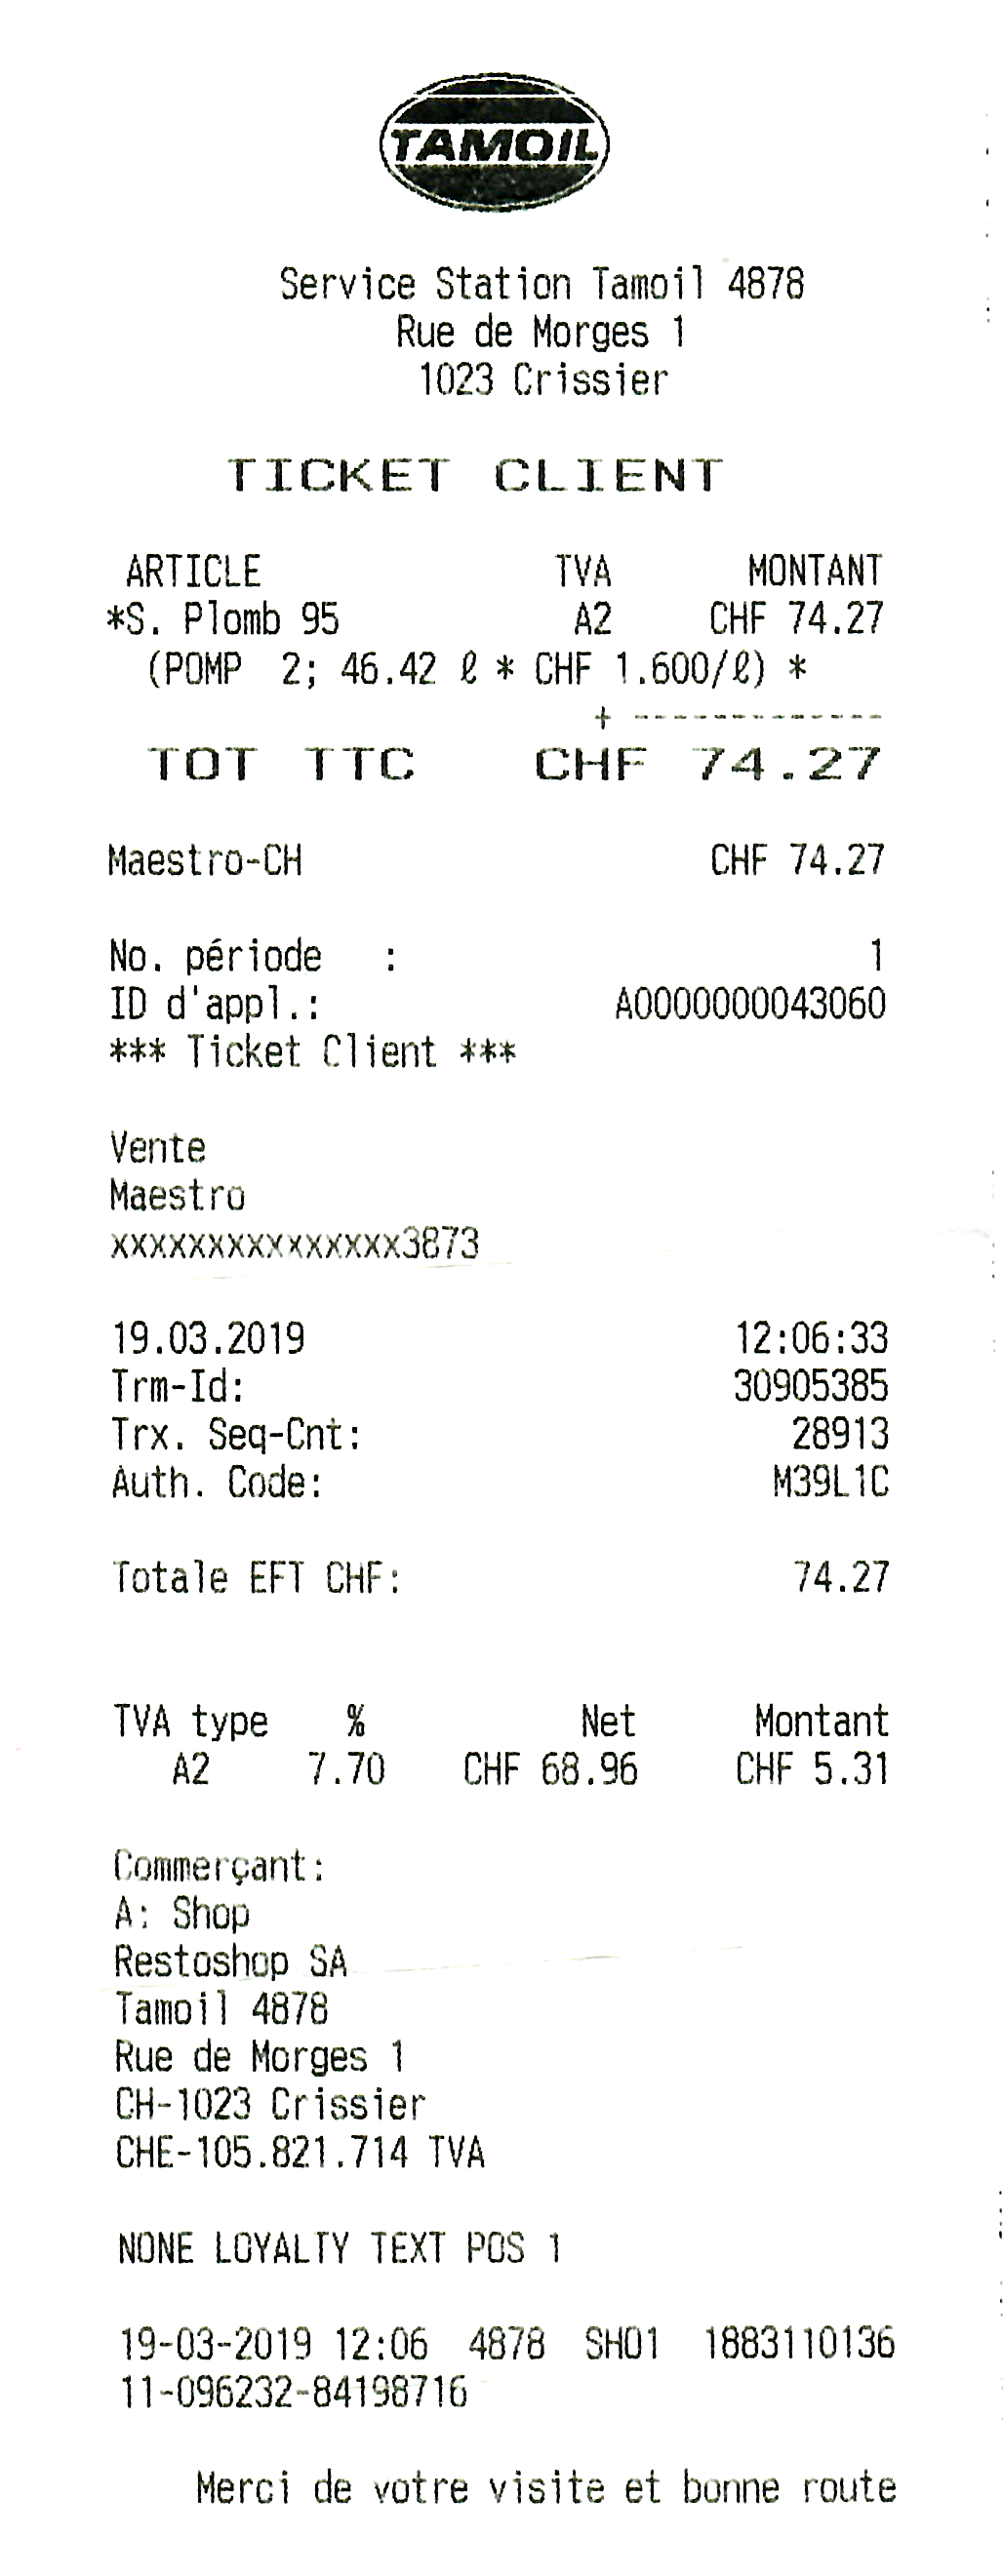 TAMOIL
Service Station Tamoil 4878
Rue de Morges 1
1023 Crissier
TICKET CLIENT
ARTICLE TVA MONTANT
*S. Plomb 95 A2 CHF 74.27
(POMP 2; 46.42 ℓ * CHF 1.600/ℓ) *
+ -------------
TOT TTC CHF 74.27
Maestro-CH CHF 74.27
No. période : 1
ID d'appl.: A0000000043060
*** Ticket Client ***
Vente
Maestro
xxxxxxxxxxxxxxx3873
19.03.2019 12:06:33
Trm-Id: 30905385
Trx. Seq-Cnt: 28913
Auth. Code: M39L1C
Totale EFT CHF: 74.27
TVA type % Net Montant
A2 7.70 CHF 68.96 CHF 5.31
Commerçant:
A: Shop
Restoshop SA
Tamoil 4878
Rue de Morges 1
CH-1023 Crissier
CHE-105.821.714 TVA
NONE LOYALTY TEXT POS 1
19-03-2019 12:06 4878 SH01 1883110136
11-096232-84198716
Merci de votre visite et bonne route